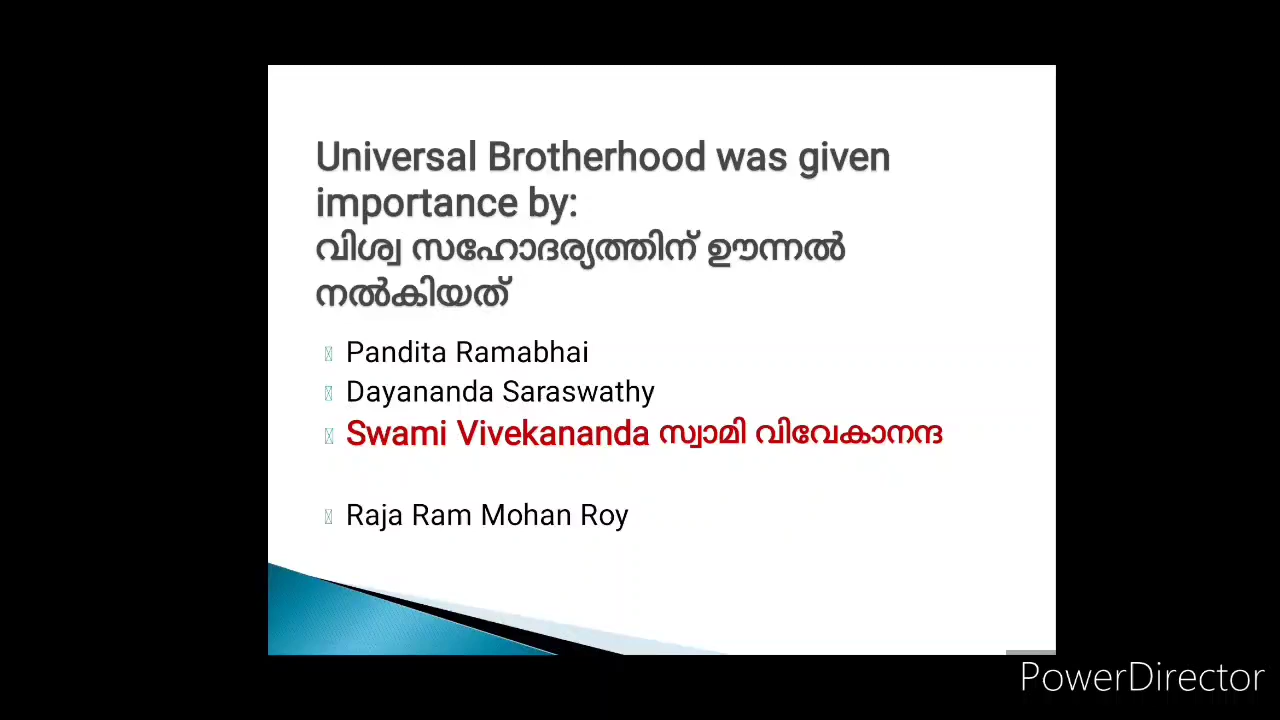 Universal Brotherhood was given
importance by:
വിശ്വ സഹോദര്യത്തിന് ഊന്നൽ
നൽകിയത്
Pandita Ramabhai
Dayananda Saraswathy
Swami Vivekananda സ്വാമി വിവേകാനന്ദ
Raja Ram Mohan Roy
PowerDirector